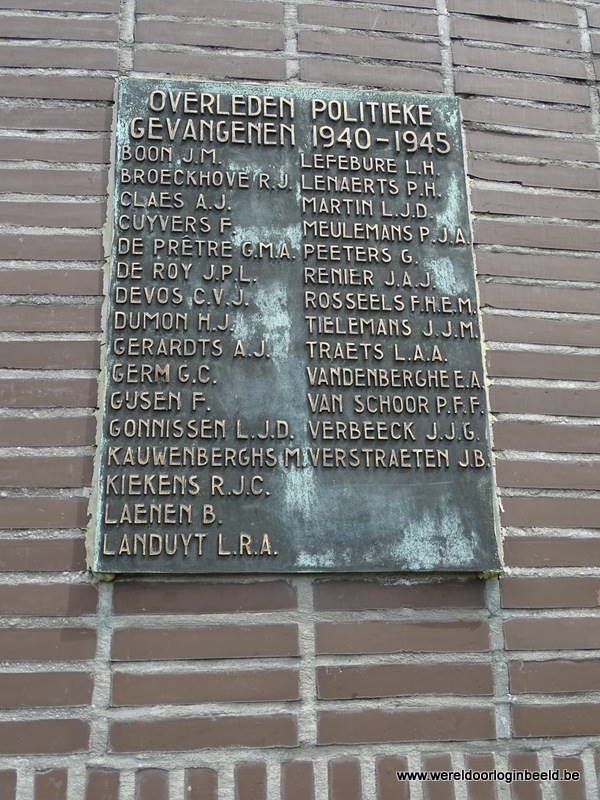 OVERLEDEN POLITIEKE
GEVANGENEN 1940-1945
BOON J.M.
BROECKHOVE R.J.
CLAES A.J.
CUYVERS F.
DE PRÊTRE G.M.A.
DE ROY J.P.L.
DEVOS C.V.J.
DUMON H.J.
GERARDTS A.J.
GERM G.C.
GIJSEN F.
GONNISSEN L.J.D.
KAUWENBERGHS M.
KIEKENS R.J.C.
LAENEN B.
LANDUYT L.R.A.
LEFEBURE L.H.
LENAERTS P.H.
MARTIN L.J.D.
MEULEMANS P.J.A.
PEETERS G.
RENIER J.A.J.
ROSSEELS F.H.E.M.
TIELEMANS J.J.M.
TRAETS L.A.A.
VANDENBERGHE E.A.
VAN SCHOOR P.F.F.
VERBEECK J.J.G.
VERSTRAETEN J.B.
www.wereldoorloginbeeld.be